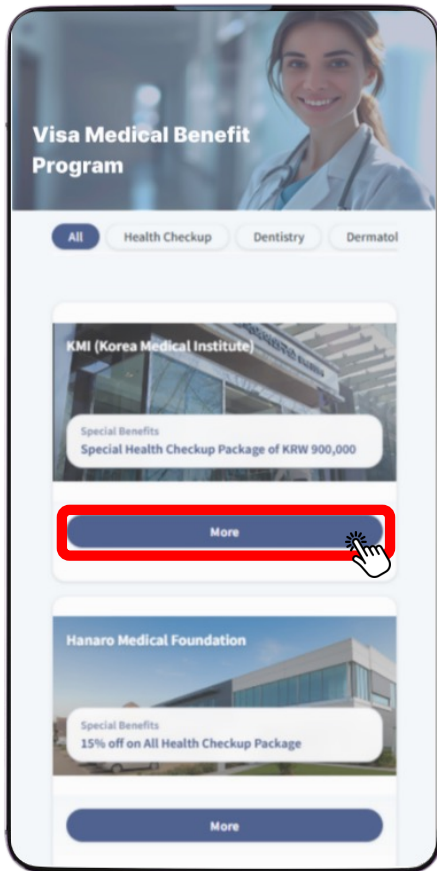 Visa Medical Benefit
Program
All
Health Checkup
Dentistry
Dermatol
KMI (Korea Medical Institute)
Special Benefits
Special Health Checkup Package of KRW 900,000
More
Hanaro Medical Foundation
Special Benefits
15% off on All Health Checkup Package
More